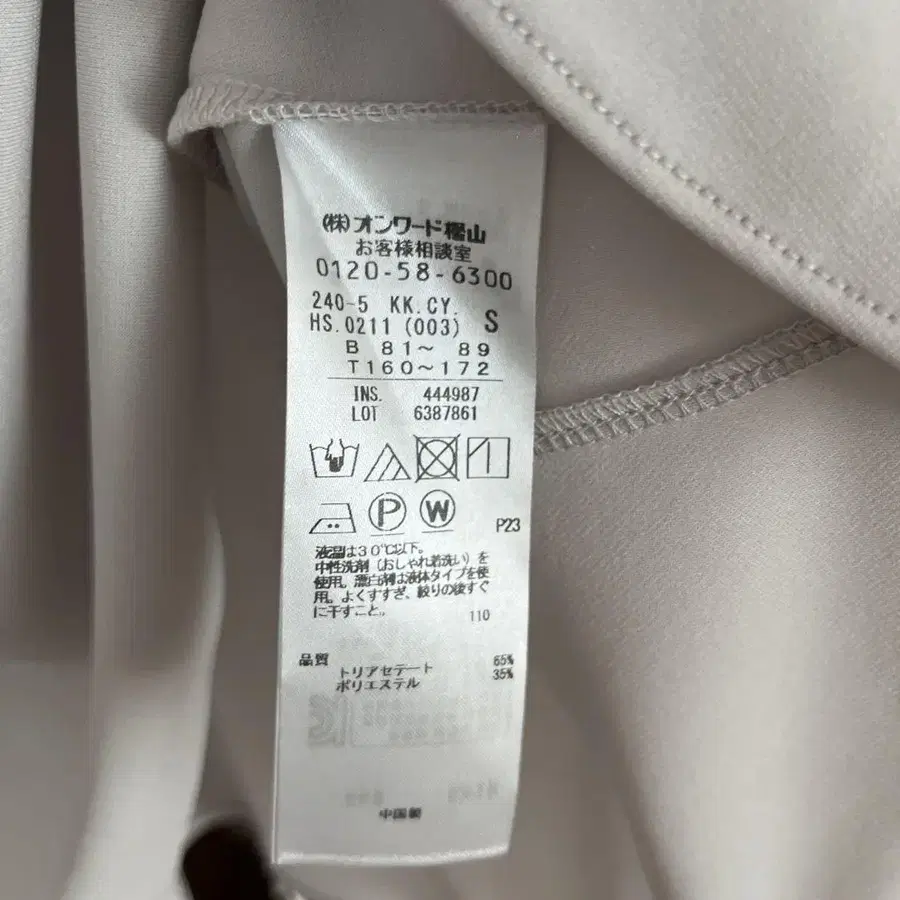 (株)オンワード樫山
お客様相談室
0120-58-6300
240-5 KK.CY.
HS.0211 (003) S
B 81～ 89
T160～172
INS. 444987
LOT 6387861
P W
P23
液温は30℃以下。
中性洗剤(おしゃれ着洗い)を
使用。漂白剤は液体タイプを使
用。よくすすぎ、絞りの後すぐ
に干すこと。
110
品質
トリアセテート 65%
ポリエステル 35%
中国製